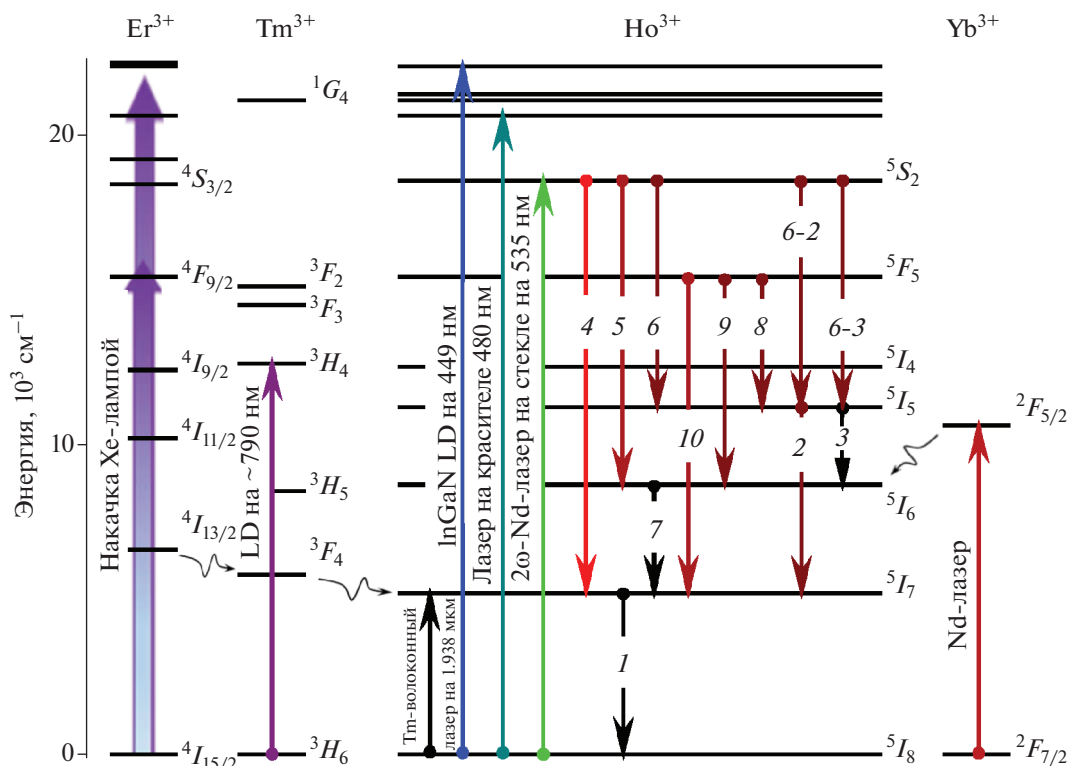 Er³⁺
Tm³⁺
Ho³⁺
Yb³⁺
Энергия, 10³ см⁻¹
20
10
0
Накачка Xe-лампой
⁴S₃/₂
⁴F₉/₂
⁴I₉/₂
⁴I₁₁/₂
⁴I₁₃/₂
⁴I₁₅/₂
¹G₄
³F₂
³F₃
³H₄
³H₅
³F₄
³H₆
LD на ~790 нм
Tm-волоконный
лазер на 1.938 мкм
InGaN LD на 449 нм
Лазер на красителе 480 нм
2ω-Nd-лазер на стекле на 535 нм
4
5
6
10
9
8
6-2
6-3
2
3
7
1
⁵S₂
⁵F₅
⁵I₄
⁵I₅
⁵I₆
⁵I₇
⁵I₈
Nd-лазер
²F₅/₂
²F₇/₂